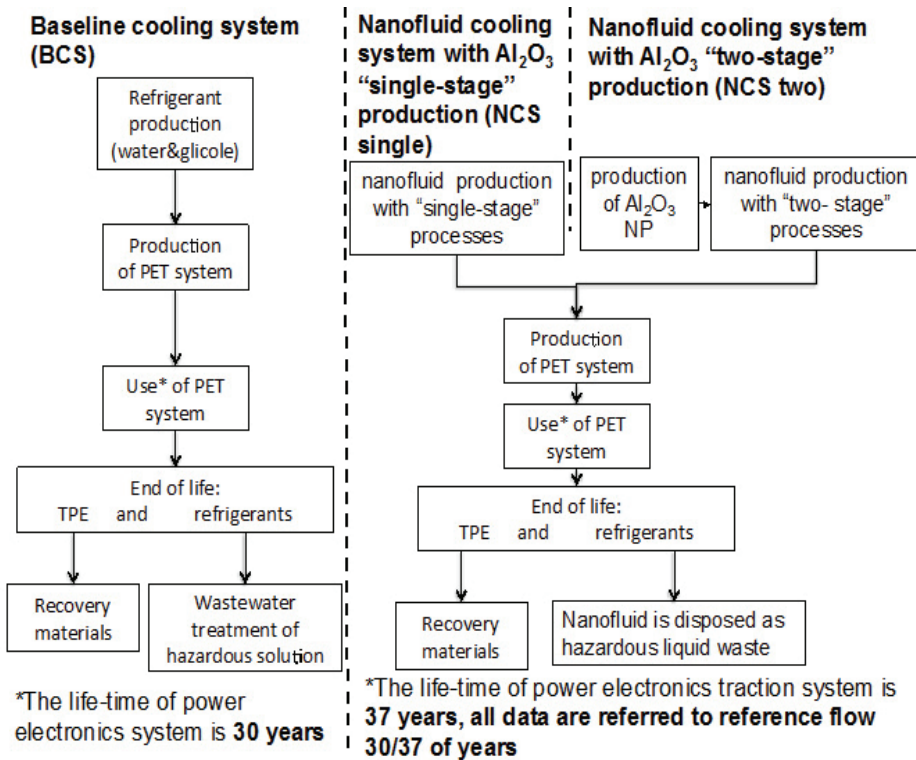 Baseline cooling system
(BCS)
Refrigerant
production
(water&glicole)
Production
of PET system
Use* of PET
system
End of life:
TPE and refrigerants
Recovery
materials
Wastewater
treatment of
hazardous solution
*The life-time of power
electronics system is 30 years
Nanofluid cooling
system with Al₂O₃
“single-stage”
production (NCS
single)
nanofluid production
with “single-stage”
processes
Nanofluid cooling system
with Al₂O₃ “two-stage”
production (NCS two)
production
of Al₂O₃
NP
nanofluid production
with “two- stage”
processes
Production
of PET system
Use* of PET
system
End of life:
TPE and refrigerants
Recovery
materials
Nanofluid is disposed as
hazardous liquid waste
*The life-time of power electronics traction system is
37 years, all data are referred to reference flow
30/37 of years